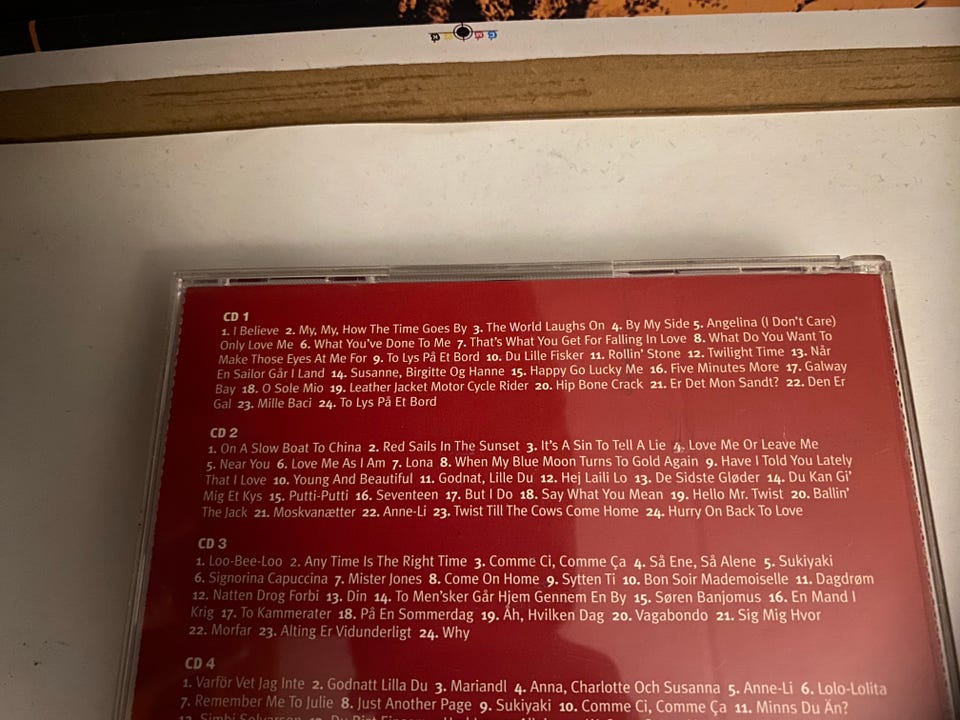 CD 1
1. I Believe 2. My, My, How The Time Goes By 3. The World Laughs On 4. By My Side 5. Angelina (I Don't Care)
Only Love Me 6. What You've Done To Me 7. That's What You Get For Falling In Love 8. What Do You Want To
Make Those Eyes At Me For 9. To Lys På Et Bord 10. Du Lille Fisker 11. Rollin' Stone 12. Twilight Time 13. Når
En Sailor Går I Land 14. Susanne, Birgitte Og Hanne 15. Happy Go Lucky Me 16. Five Minutes More 17. Galway
Bay 18. O Sole Mio 19. Leather Jacket Motor Cycle Rider 20. Hip Bone Crack 21. Er Det Mon Sandt? 22. Den Er
Gal 23. Mille Baci 24. To Lys På Et Bord
CD 2
1. On A Slow Boat To China 2. Red Sails In The Sunset 3. It's A Sin To Tell A Lie 4. Love Me Or Leave Me
5. Near You 6. Love Me As I Am 7. Lona 8. When My Blue Moon Turns To Gold Again 9. Have I Told You Lately
That I Love 10. Young And Beautiful 11. Godnat, Lille Du 12. Hej Laili Lo 13. De Sidste Gløder 14. Du Kan Gi'
Mig Et Kys 15. Putti-Putti 16. Seventeen 17. But I Do 18. Say What You Mean 19. Hello Mr. Twist 20. Ballin'
The Jack 21. Moskvanætter 22. Anne-Li 23. Twist Till The Cows Come Home 24. Hurry On Back To Love
CD 3
1. Loo-Bee-Loo 2. Any Time Is The Right Time 3. Comme Ci, Comme Ça 4. Så Ene, Så Alene 5. Sukiyaki
6. Signorina Capuccina 7. Mister Jones 8. Come On Home 9. Sytten Ti 10. Bon Soir Mademoiselle 11. Dagdrøm
12. Natten Drog Forbi 13. Din 14. To Men'sker Går Hjem Gennem En By 15. Søren Banjomus 16. En Mand I
Krig 17. To Kammerater 18. På En Sommerdag 19. Åh, Hvilken Dag 20. Vagabondo 21. Sig Mig Hvor
22. Morfar 23. Alting Er Vidunderligt 24. Why
CD 4
1. Varför Vet Jag Inte 2. Godnatt Lilla Du 3. Mariandl 4. Anna, Charlotte Och Susanna 5. Anne-Li 6. Lolo-Lolita
7. Remember Me To Julie 8. Just Another Page 9. Sukiyaki 10. Comme Ci, Comme Ça 11. Minns Du Än?